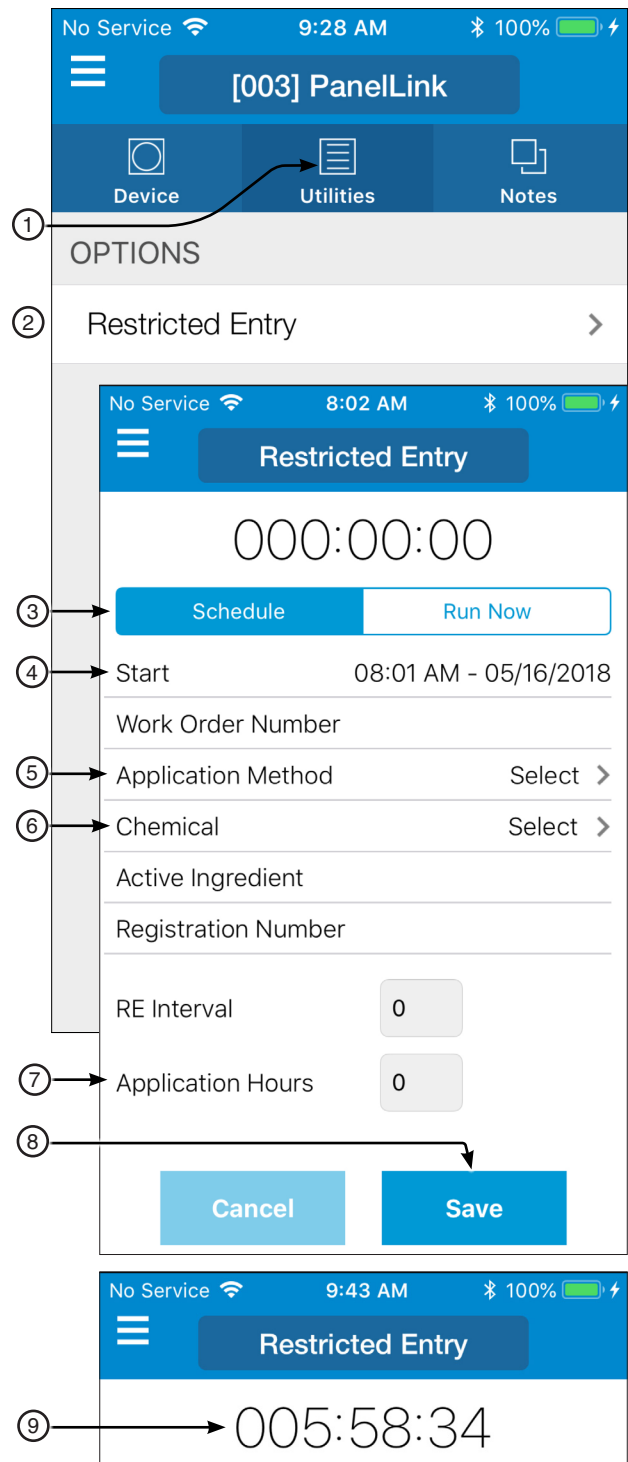 No Service 9:28 AM 100%
[003] PanelLink
Device Utilities Notes
1
OPTIONS
2 Restricted Entry >
No Service 8:02 AM 100%
Restricted Entry
000:00:00
3 Schedule Run Now
4 Start 08:01 AM - 05/16/2018
Work Order Number
5 Application Method Select >
6 Chemical Select >
Active Ingredient
Registration Number
RE Interval 0
7 Application Hours 0
8
Cancel Save
No Service 9:43 AM 100%
Restricted Entry
9 005:58:34